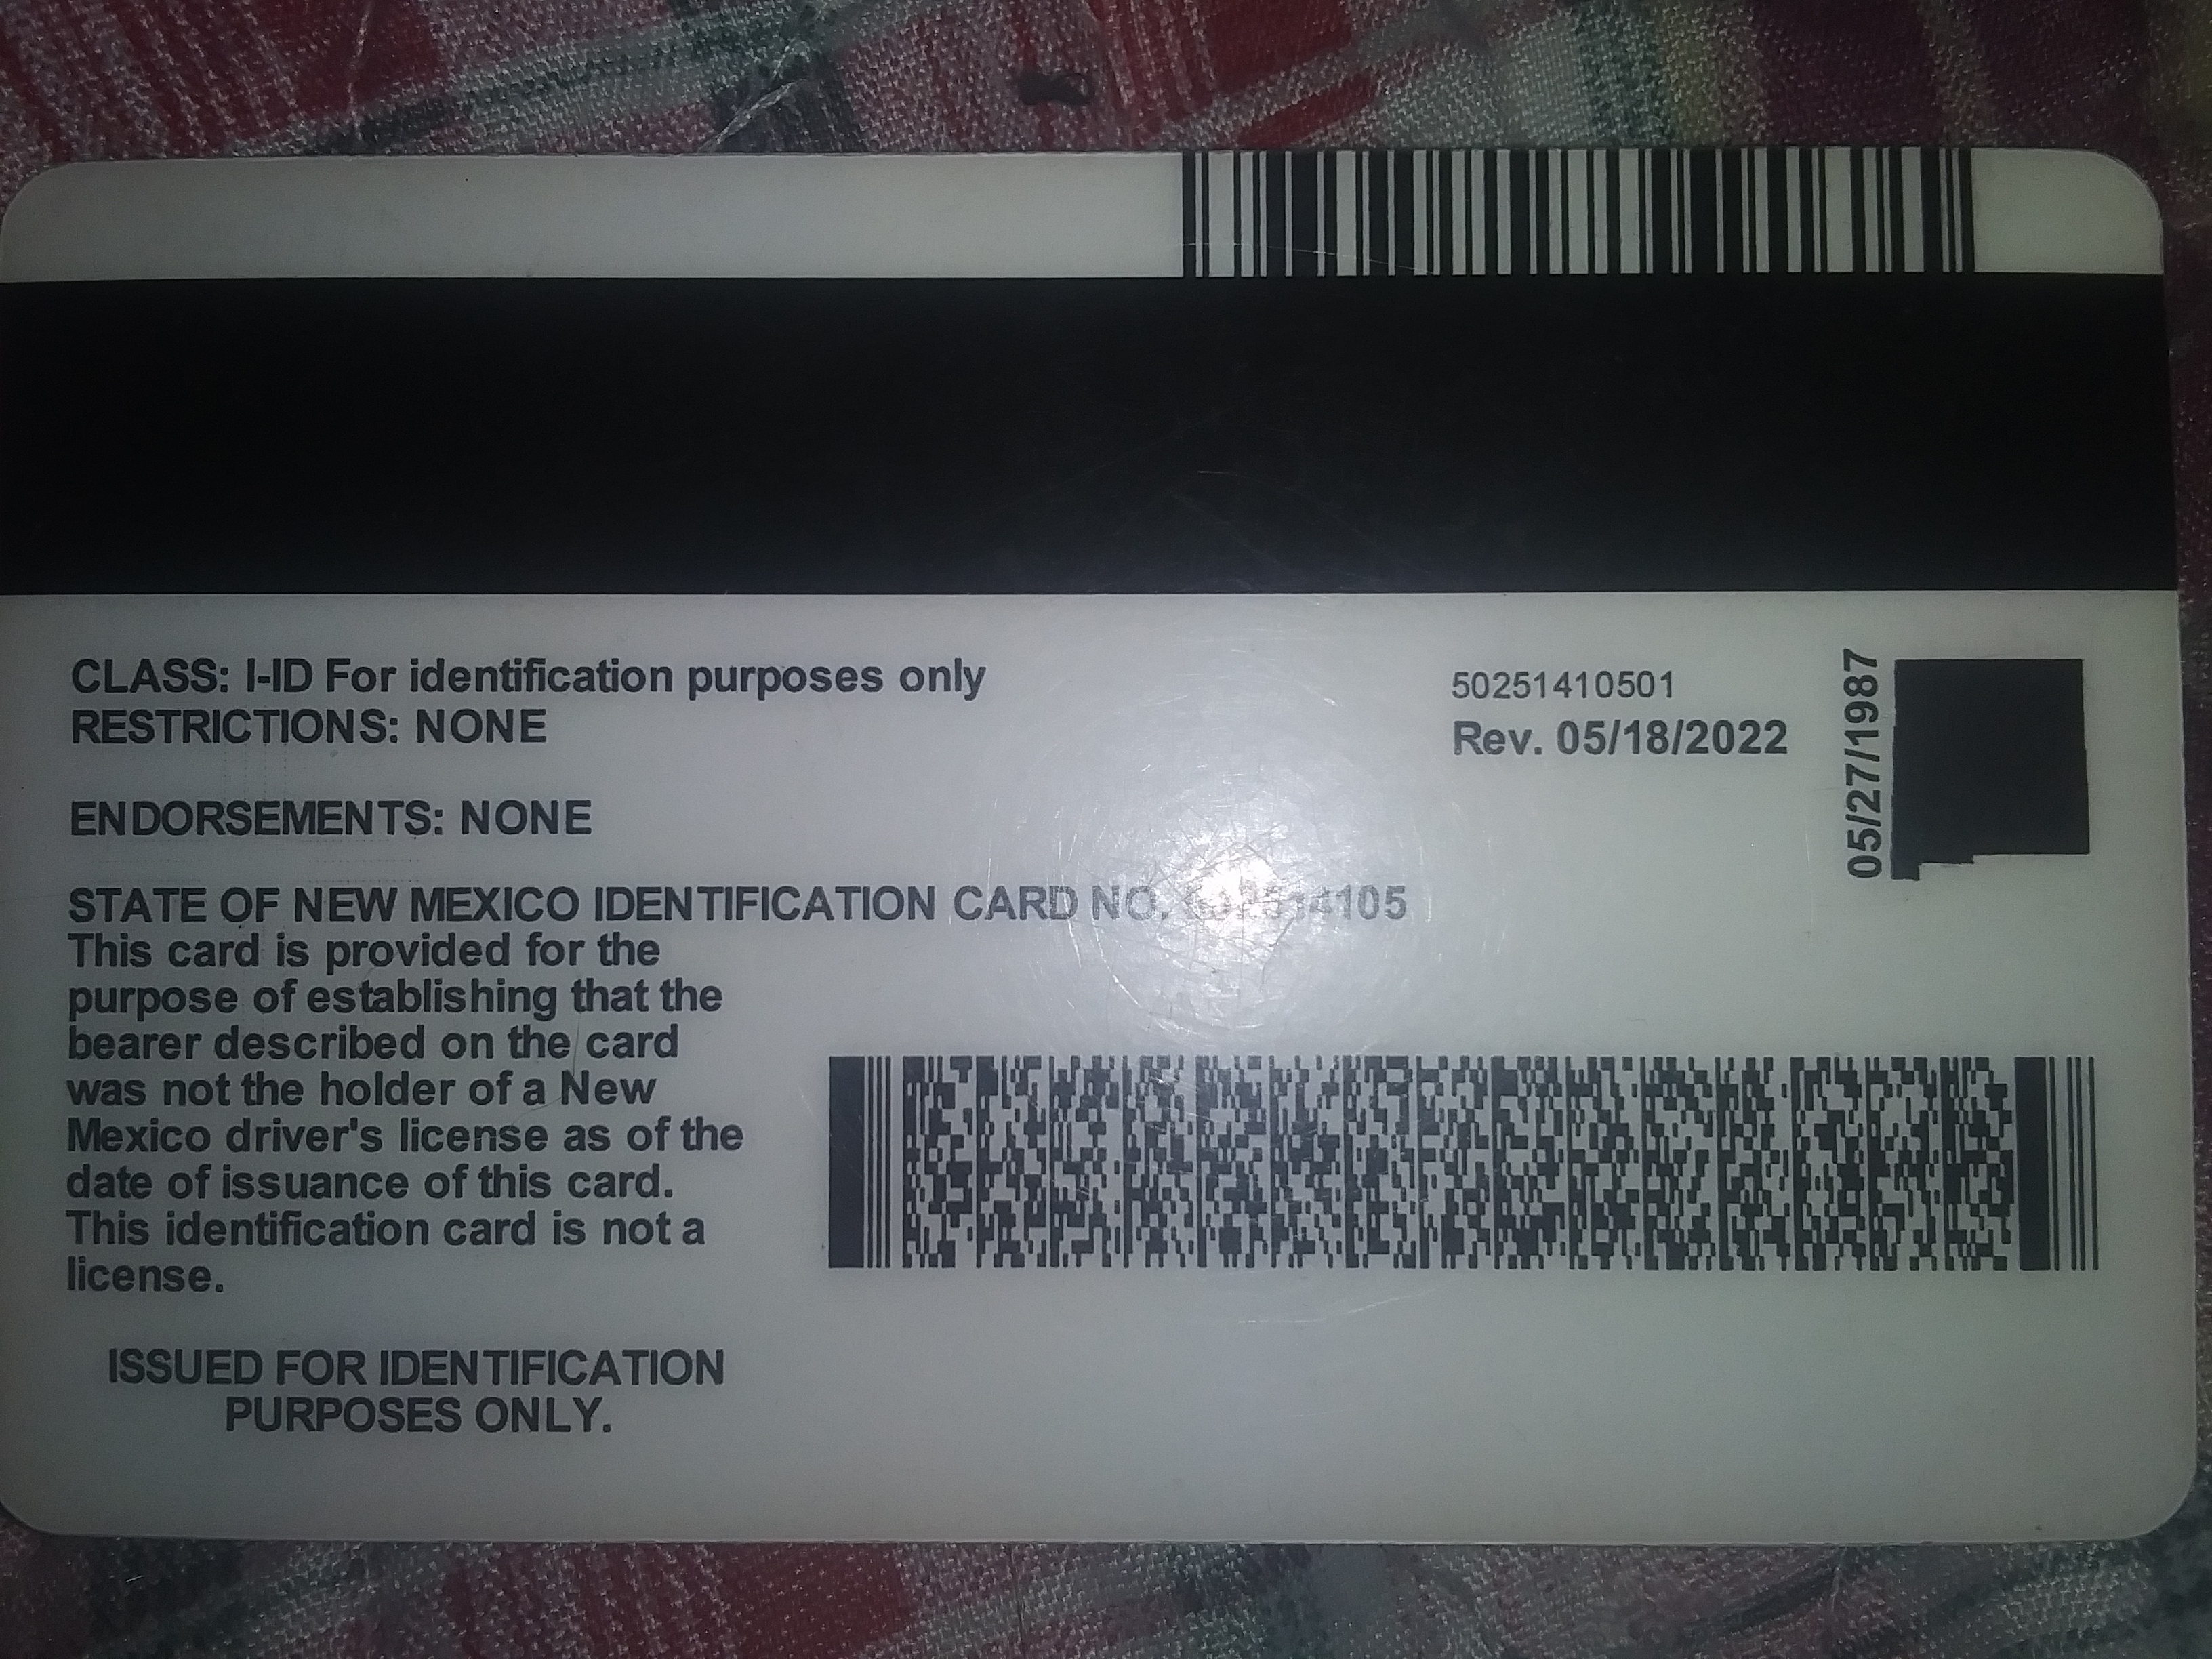 CLASS: I-ID For identification purposes only
RESTRICTIONS: NONE
50251410501
Rev. 05/18/2022
05/27/1987
ENDORSEMENTS: NONE
STATE OF NEW MEXICO IDENTIFICATION CARD NO.
This card is provided for the
purpose of establishing that the
bearer described on the card
was not the holder of a New
Mexico driver's license as of the
date of issuance of this card.
This identification card is not a
license.
ISSUED FOR IDENTIFICATION
PURPOSES ONLY.